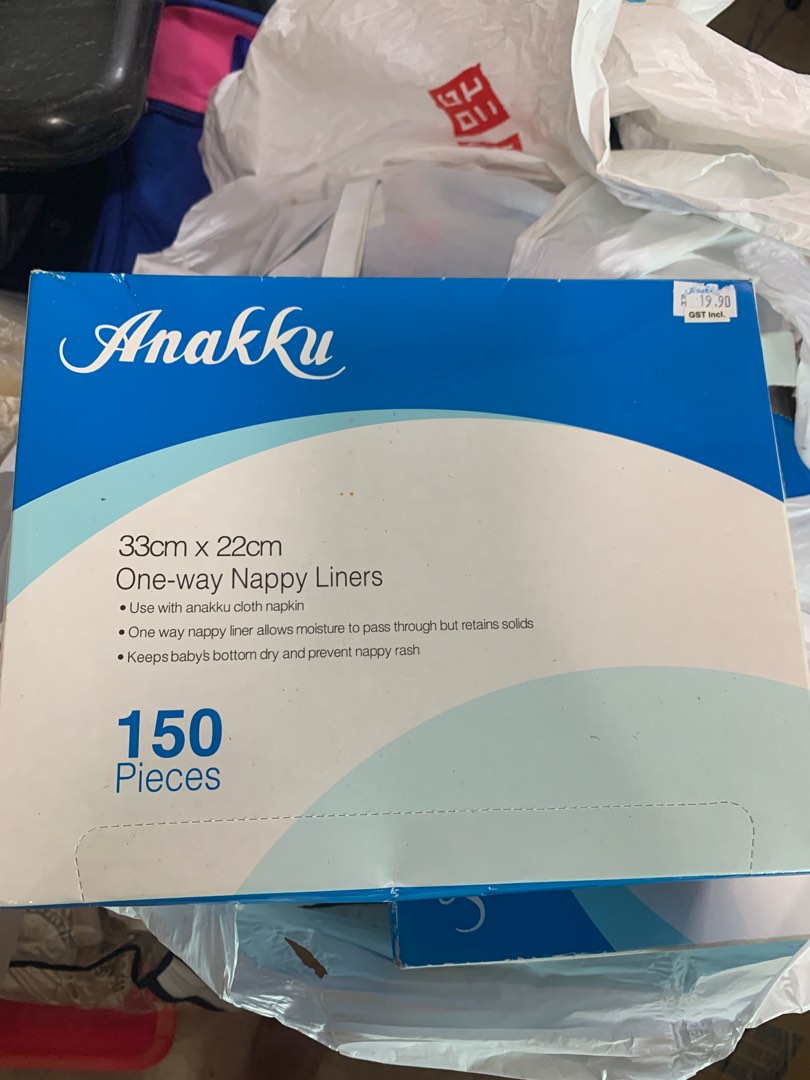 Anakku
19.90
GST Incl.
33cm x 22cm
One-way Nappy Liners
• Use with anakku cloth napkin
• One way nappy liner allows moisture to pass through but retains solids
• Keeps baby's bottom dry and prevent nappy rash
150
Pieces